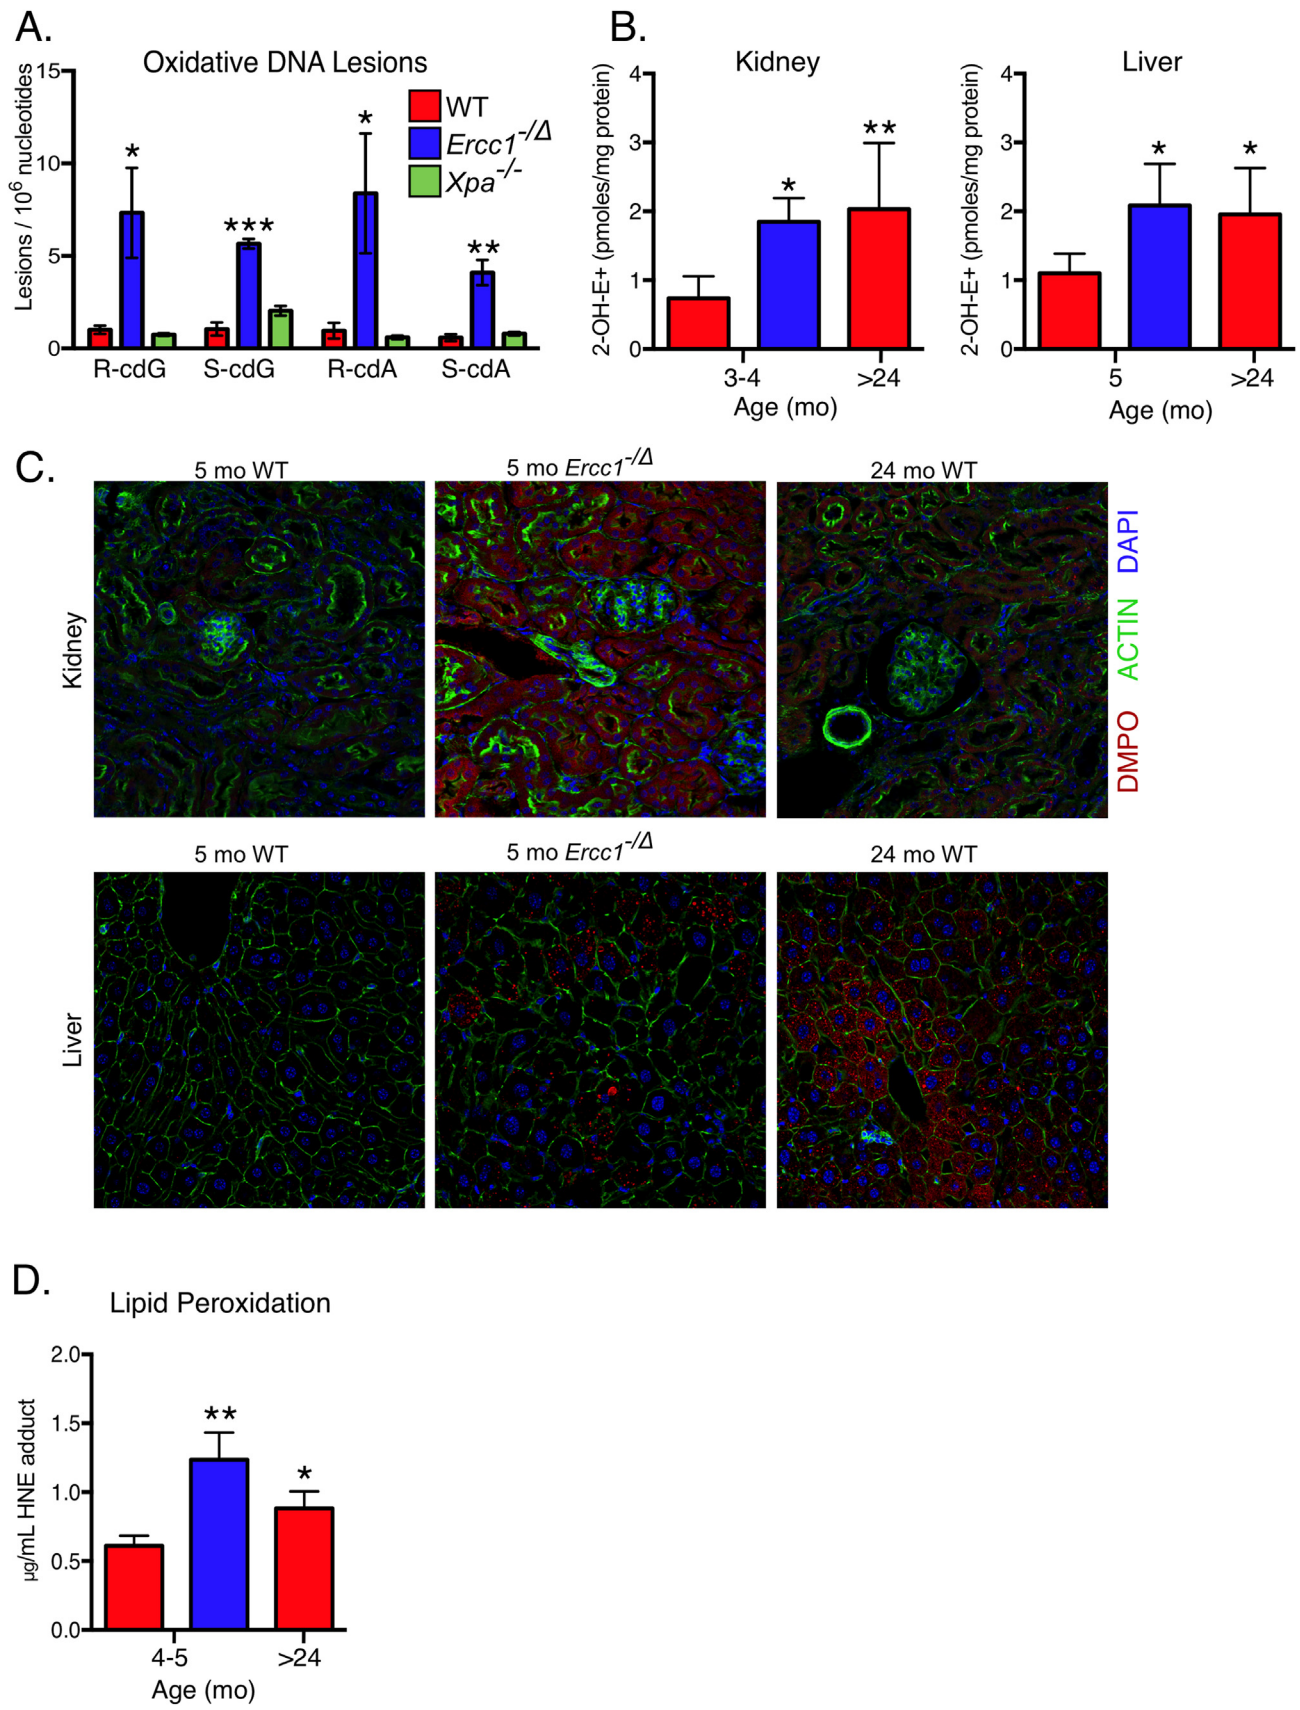 A.
Oxidative DNA Lesions
Lesions / 10⁶ nucleotides
15
10
5
0
*
***
*
**
WT
Ercc1-/Δ
Xpa-/-
R-cdG
S-cdG
R-cdA
S-cdA
B.
Kidney
2-OH-E+ (pmoles/mg protein)
4
3
2
1
0
*
**
3-4
>24
Age (mo)
Liver
2-OH-E+ (pmoles/mg protein)
4
3
2
1
0
*
*
5
>24
Age (mo)
C.
5 mo WT
5 mo Ercc1-/Δ
24 mo WT
Kidney
DMPO ACTIN DAPI
5 mo WT
5 mo Ercc1-/Δ
24 mo WT
Liver
D.
Lipid Peroxidation
µg/mL HNE adduct
2.0
1.5
1.0
0.5
0.0
**
*
4-5
>24
Age (mo)